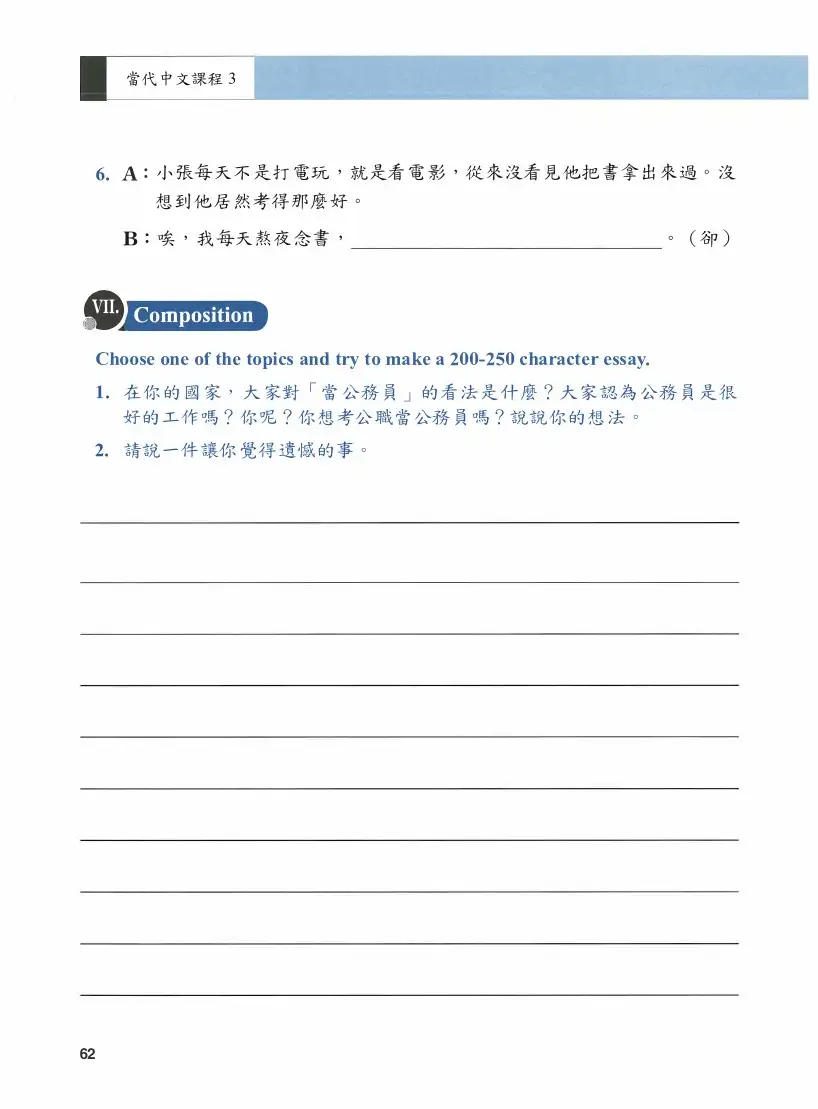 當代中文課程 3
6. A：小張每天不是打電玩，就是看電影，從來沒看見他把書拿出來過。沒
想到他居然考得那麼好。
B：唉，我每天熬夜念書，______________________________。（卻）
VII. Composition
Choose one of the topics and try to make a 200-250 character essay.
1. 在你的國家，大家對「當公務員」的看法是什麼？大家認為公務員是很
好的工作嗎？你呢？你想考公職當公務員嗎？說說你的想法。
2. 請說一件讓你覺得遺憾的事。
62